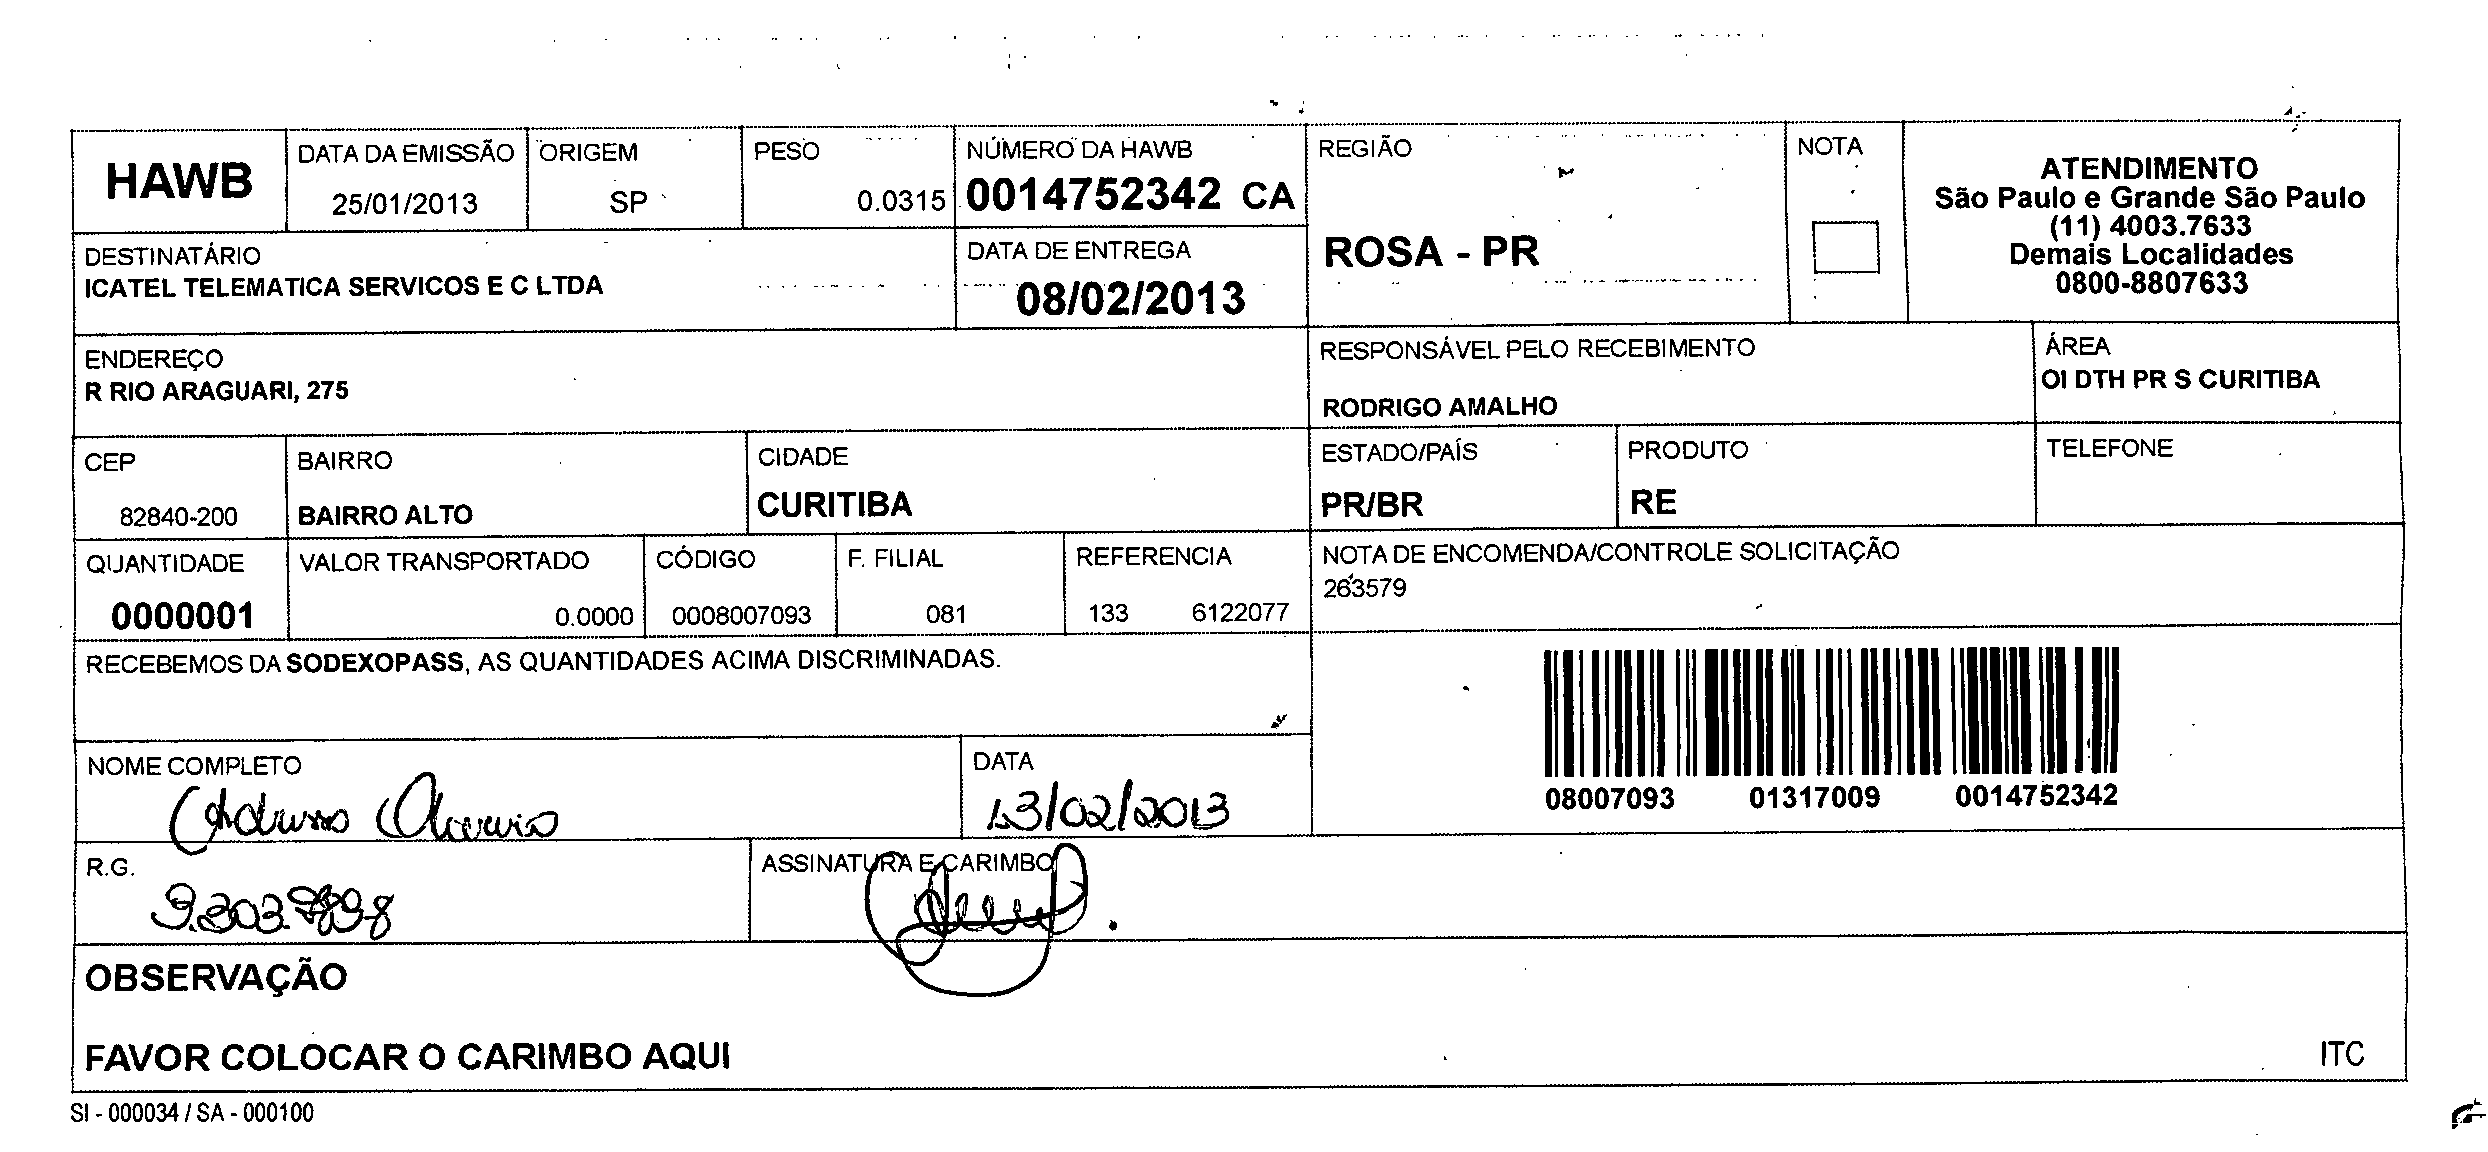 HAWB
DATA DA EMISSÃO
25/01/2013
ORIGEM
SP
PESO
0.0315
NÚMERO DA HAWB
0014752342 CA
REGIÃO
ROSA - PR
NOTA
ATENDIMENTO
São Paulo e Grande São Paulo
(11) 4003.7633
Demais Localidades
0800-8807633
DESTINATÁRIO
ICATEL TELEMATICA SERVICOS E C LTDA
DATA DE ENTREGA
08/02/2013
ENDEREÇO
R RIO ARAGUARI, 275
RESPONSÁVEL PELO RECEBIMENTO
RODRIGO AMALHO
ÁREA
OI DTH PR S CURITIBA
CEP
82840-200
BAIRRO
BAIRRO ALTO
CIDADE
CURITIBA
ESTADO/PAÍS
PR/BR
PRODUTO
RE
TELEFONE
QUANTIDADE
0000001
VALOR TRANSPORTADO
0.0000
CÓDIGO
0008007093
F. FILIAL
081
REFERENCIA
133 6122077
NOTA DE ENCOMENDA/CONTROLE SOLICITAÇÃO
263579
RECEBEMOS DA SODEXOPASS, AS QUANTIDADES ACIMA DISCRIMINADAS.
08007093 01317009 0014752342
NOME COMPLETO
DATA
13/02/2013
R.G.
ASSINATURA E CARIMBO
OBSERVAÇÃO
FAVOR COLOCAR O CARIMBO AQUI
ITC
SI - 000034 / SA - 000100